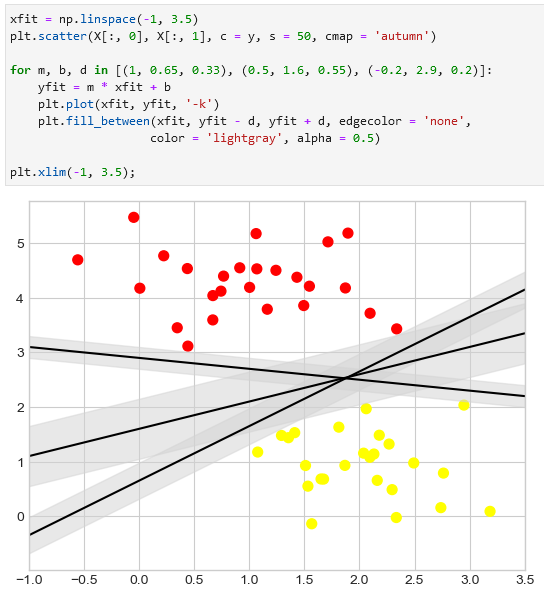 xfit = np.linspace(-1, 3.5)
plt.scatter(X[:, 0], X[:, 1], c = y, s = 50, cmap = 'autumn')
for m, b, d in [(1, 0.65, 0.33), (0.5, 1.6, 0.55), (-0.2, 2.9, 0.2)]:
    yfit = m * xfit + b
    plt.plot(xfit, yfit, '-k')
    plt.fill_between(xfit, yfit - d, yfit + d, edgecolor = 'none',
                     color = 'lightgray', alpha = 0.5)
plt.xlim(-1, 3.5);
5
4
3
2
1
0
−1.0 −0.5 0.0 0.5 1.0 1.5 2.0 2.5 3.0 3.5